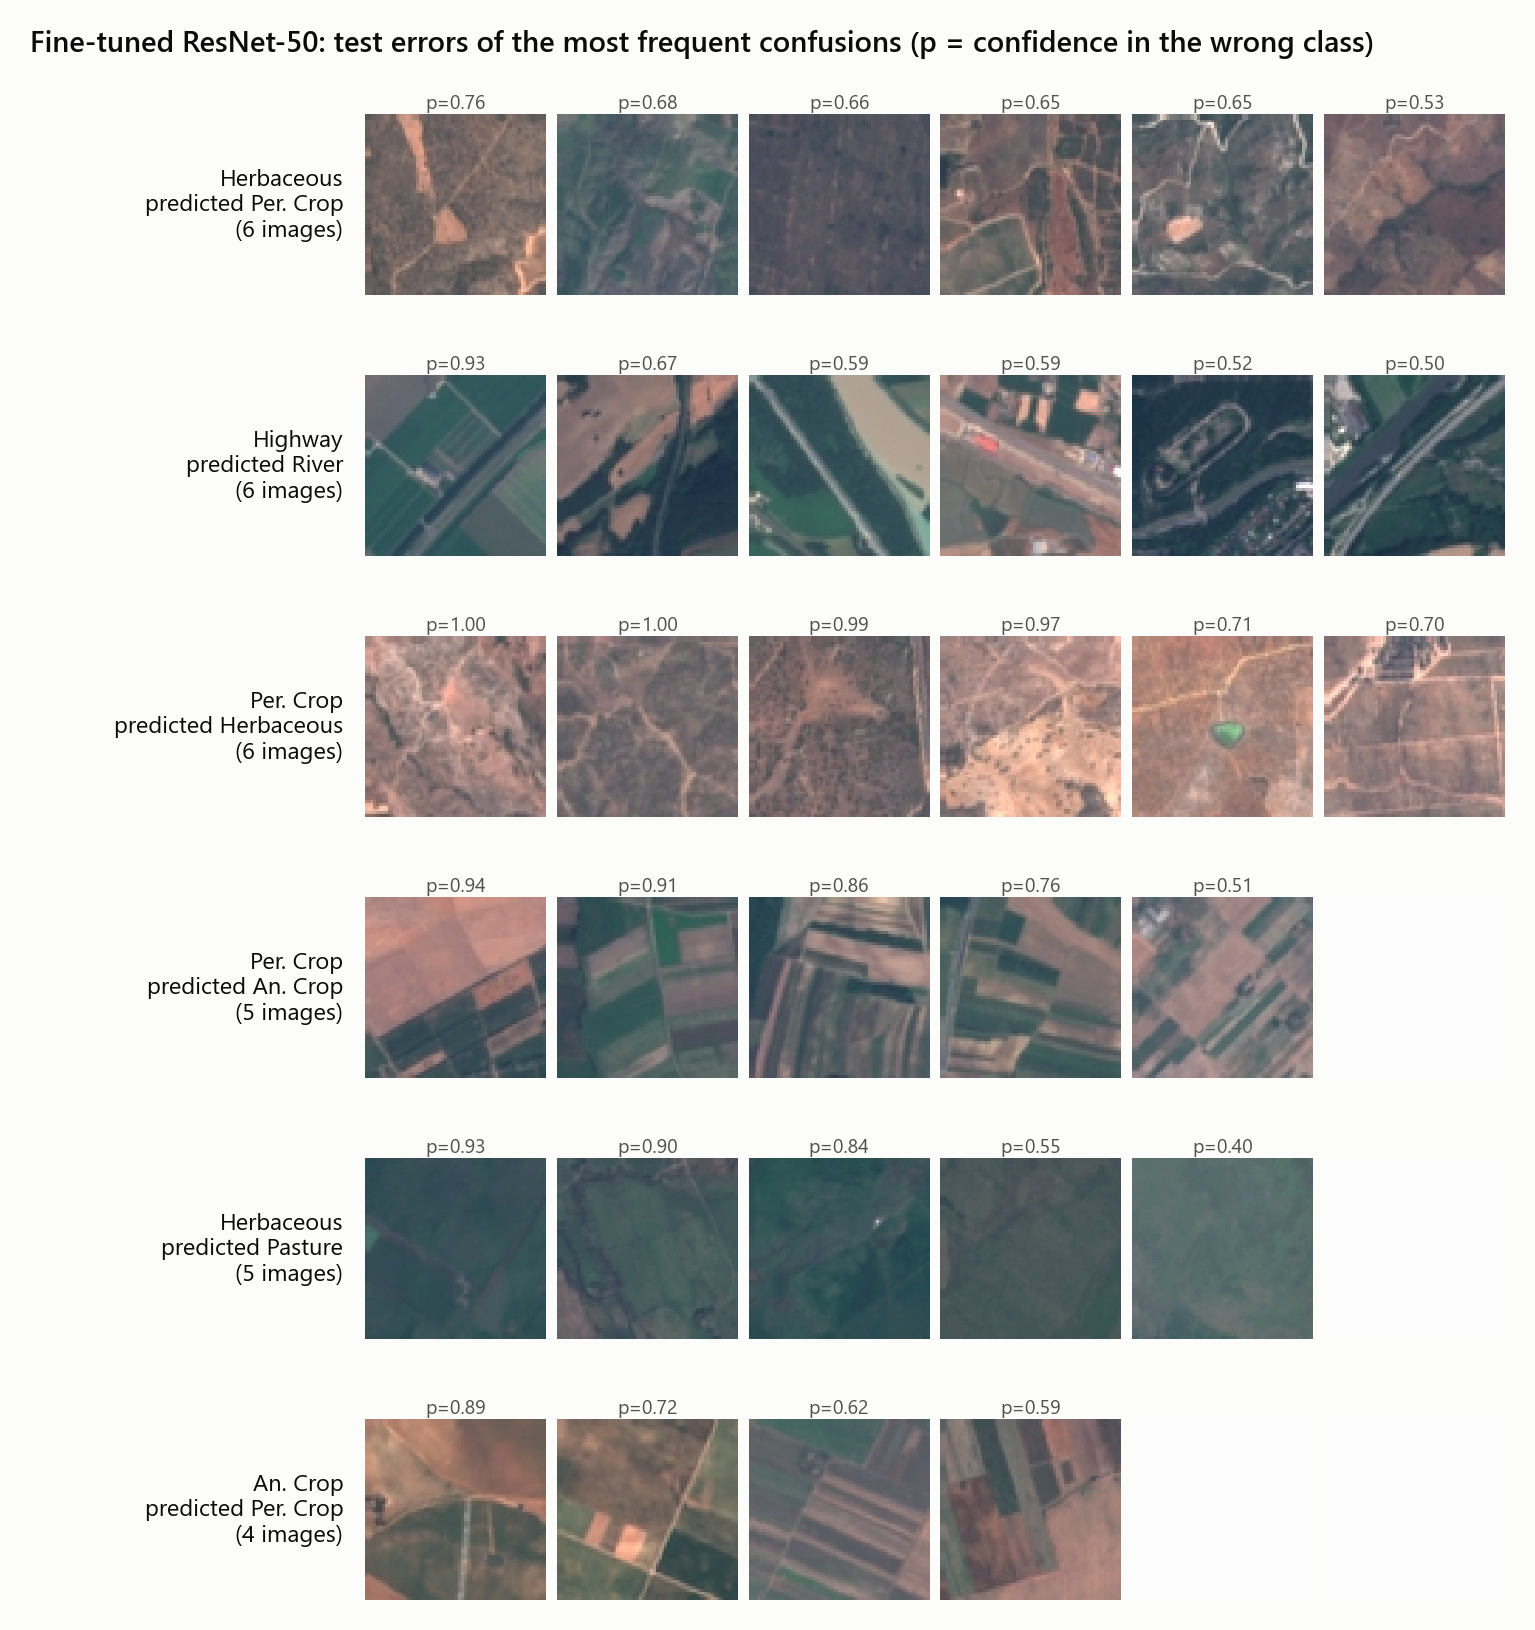 Fine-tuned ResNet-50: test errors of the most frequent confusions (p = confidence in the wrong class)
p=0.76 p=0.68 p=0.66 p=0.65 p=0.65 p=0.53
Herbaceous
predicted Per. Crop
(6 images)
p=0.93 p=0.67 p=0.59 p=0.59 p=0.52 p=0.50
Highway
predicted River
(6 images)
p=1.00 p=1.00 p=0.99 p=0.97 p=0.71 p=0.70
Per. Crop
predicted Herbaceous
(6 images)
p=0.94 p=0.91 p=0.86 p=0.76 p=0.51
Per. Crop
predicted An. Crop
(5 images)
p=0.93 p=0.90 p=0.84 p=0.55 p=0.40
Herbaceous
predicted Pasture
(5 images)
p=0.89 p=0.72 p=0.62 p=0.59
An. Crop
predicted Per. Crop
(4 images)